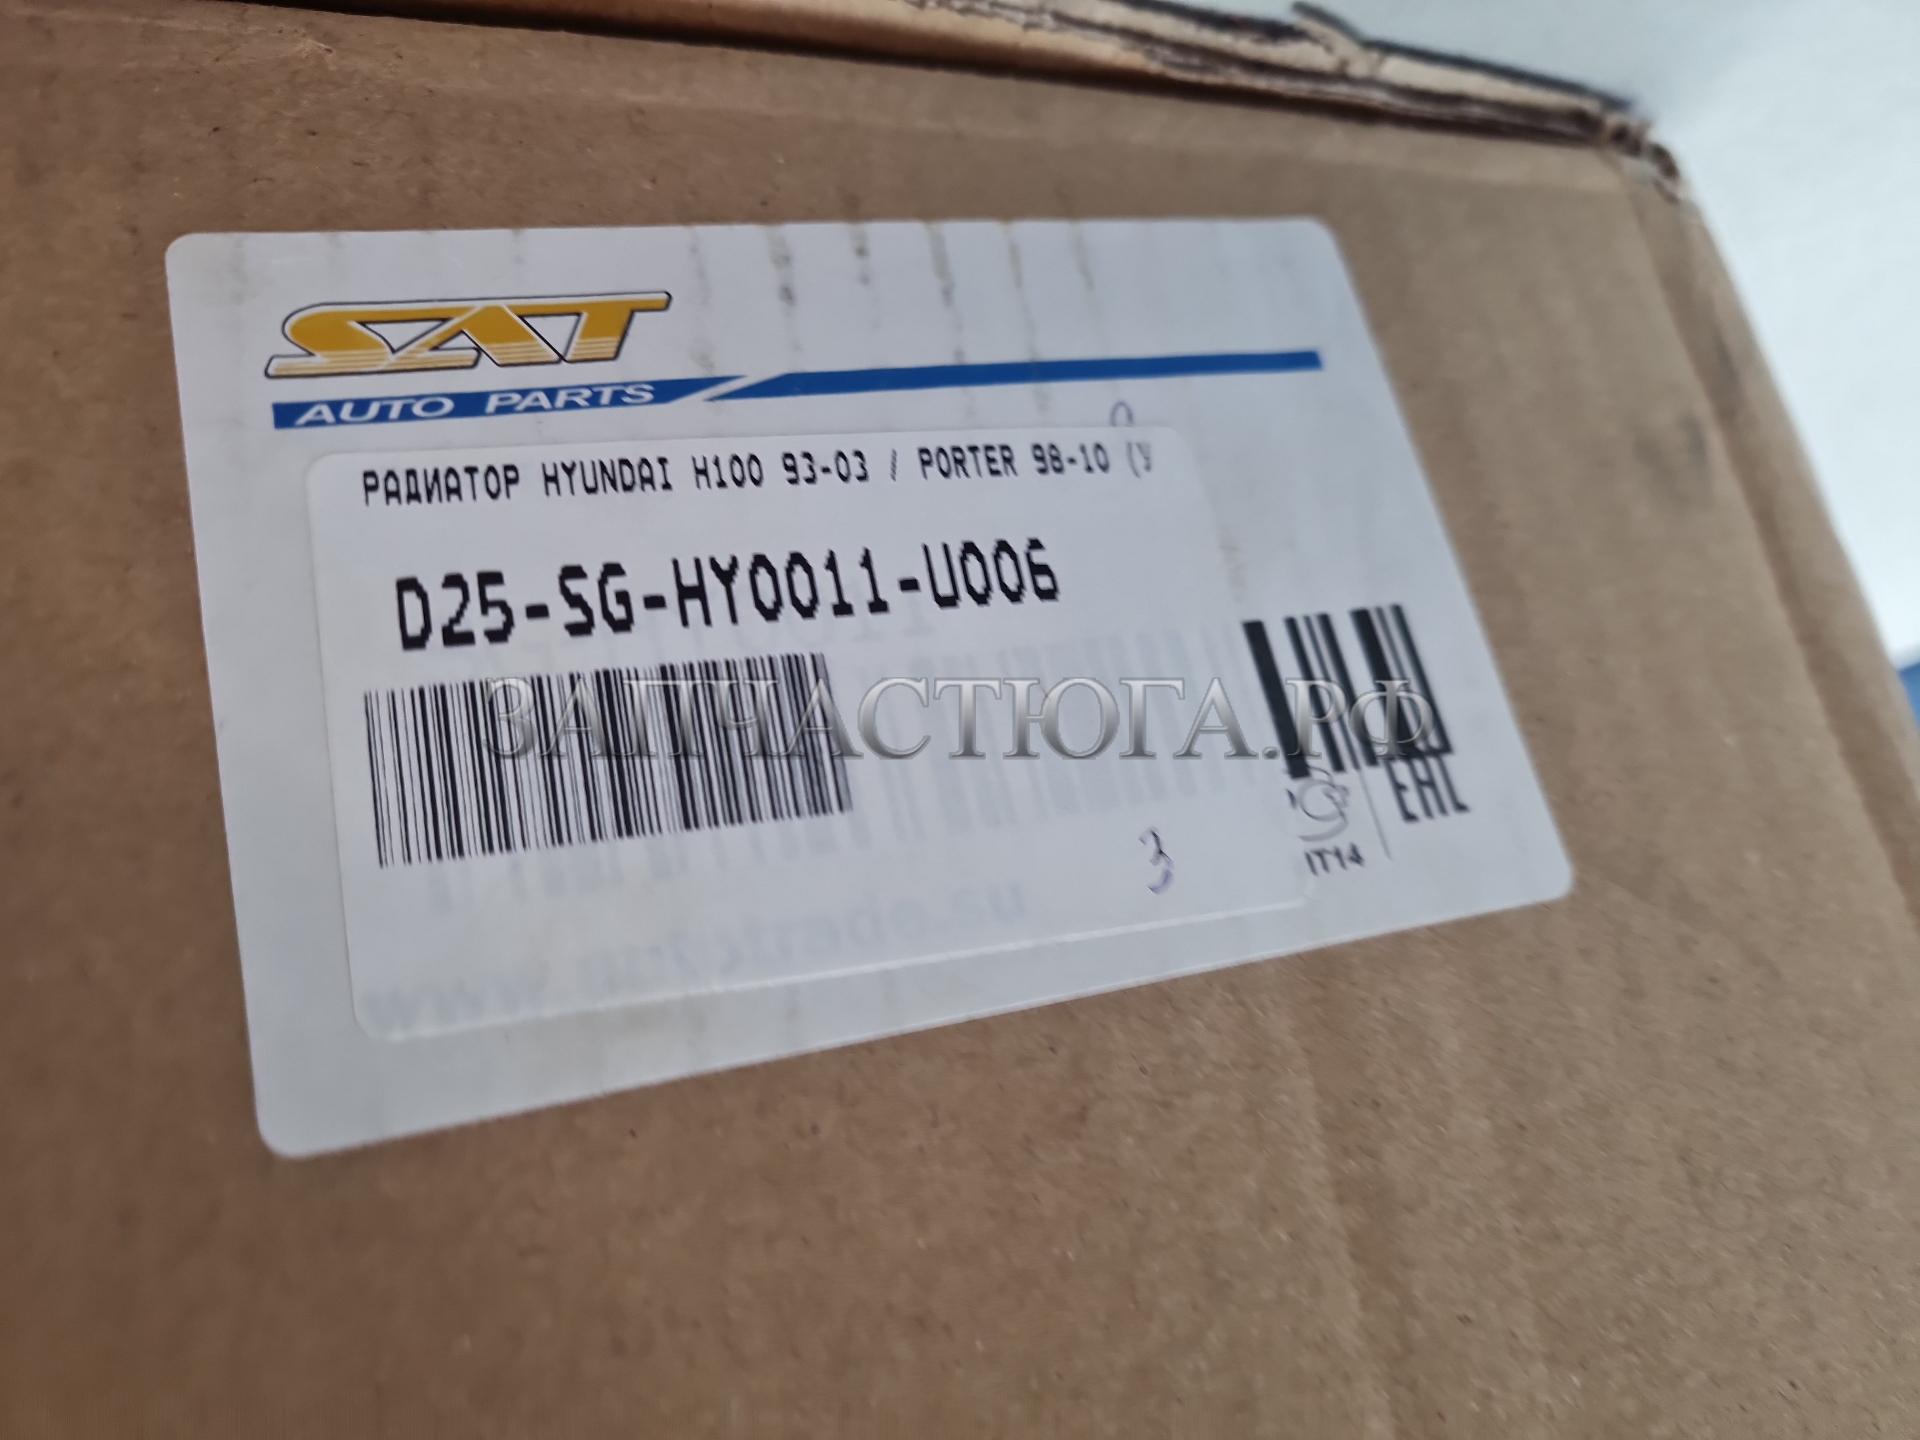 SAT
AUTO PARTS
РАДИАТОР HYUNDAI H100 93-03 / PORTER 98-10 (У
D25-SG-HY0011-U006
ЗАПЧАСТЮГА.РФ
EAC
3
IT14